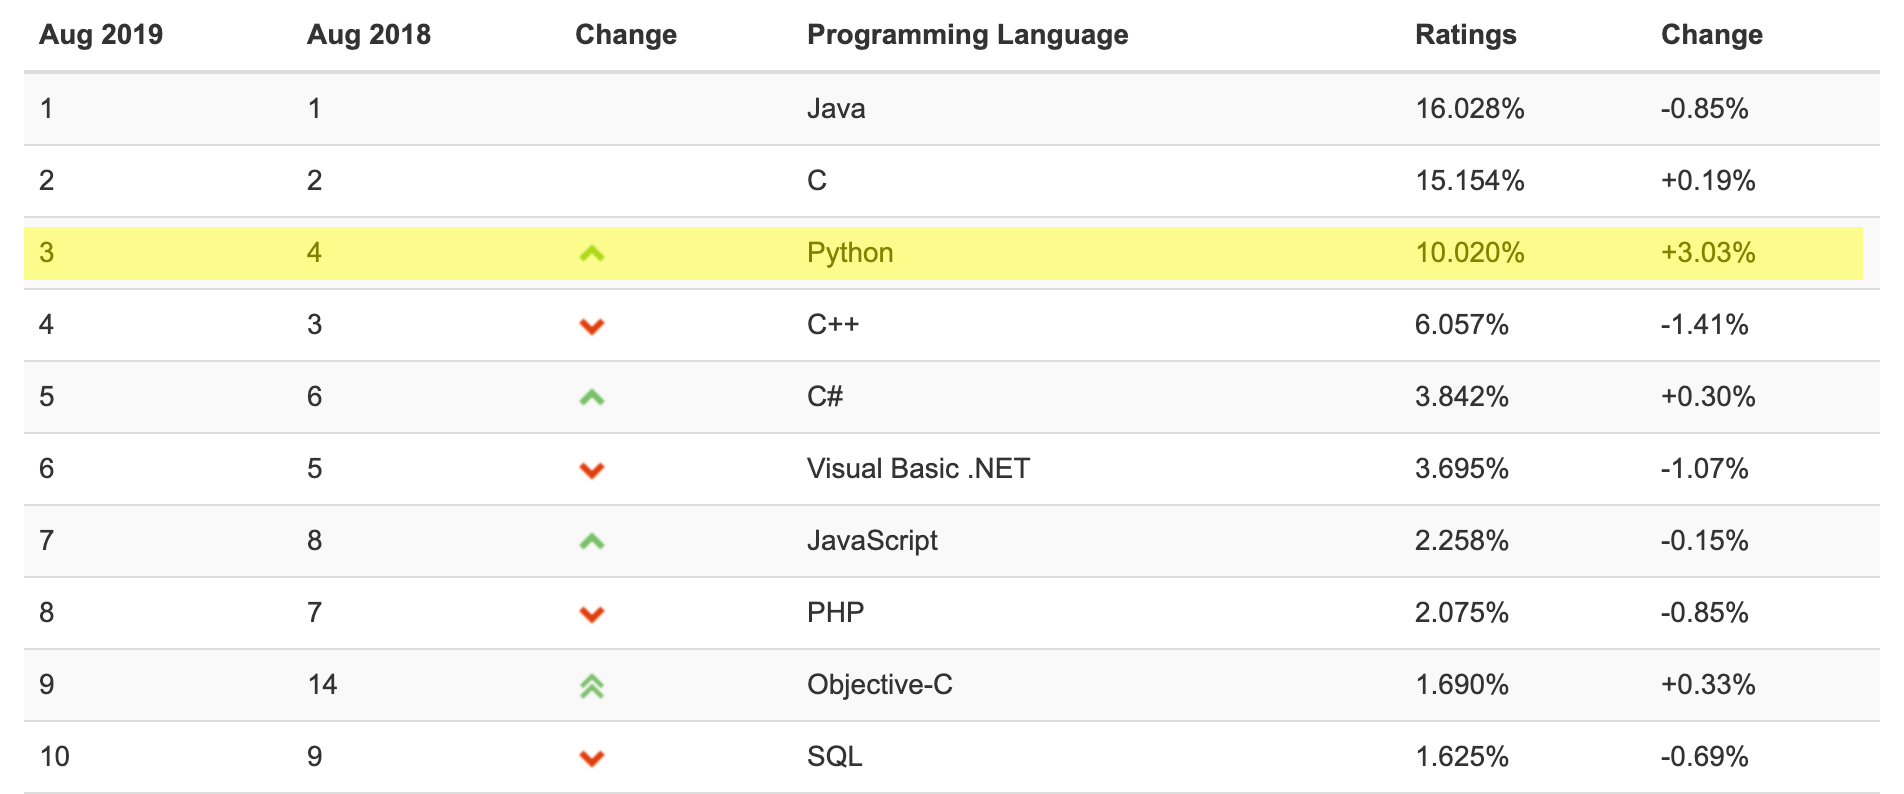 Aug 2019 Aug 2018 Change Programming Language Ratings Change
1 1 Java 16.028% -0.85%
2 2 C 15.154% +0.19%
3 4 Python 10.020% +3.03%
4 3 C++ 6.057% -1.41%
5 6 C# 3.842% +0.30%
6 5 Visual Basic .NET 3.695% -1.07%
7 8 JavaScript 2.258% -0.15%
8 7 PHP 2.075% -0.85%
9 14 Objective-C 1.690% +0.33%
10 9 SQL 1.625% -0.69%